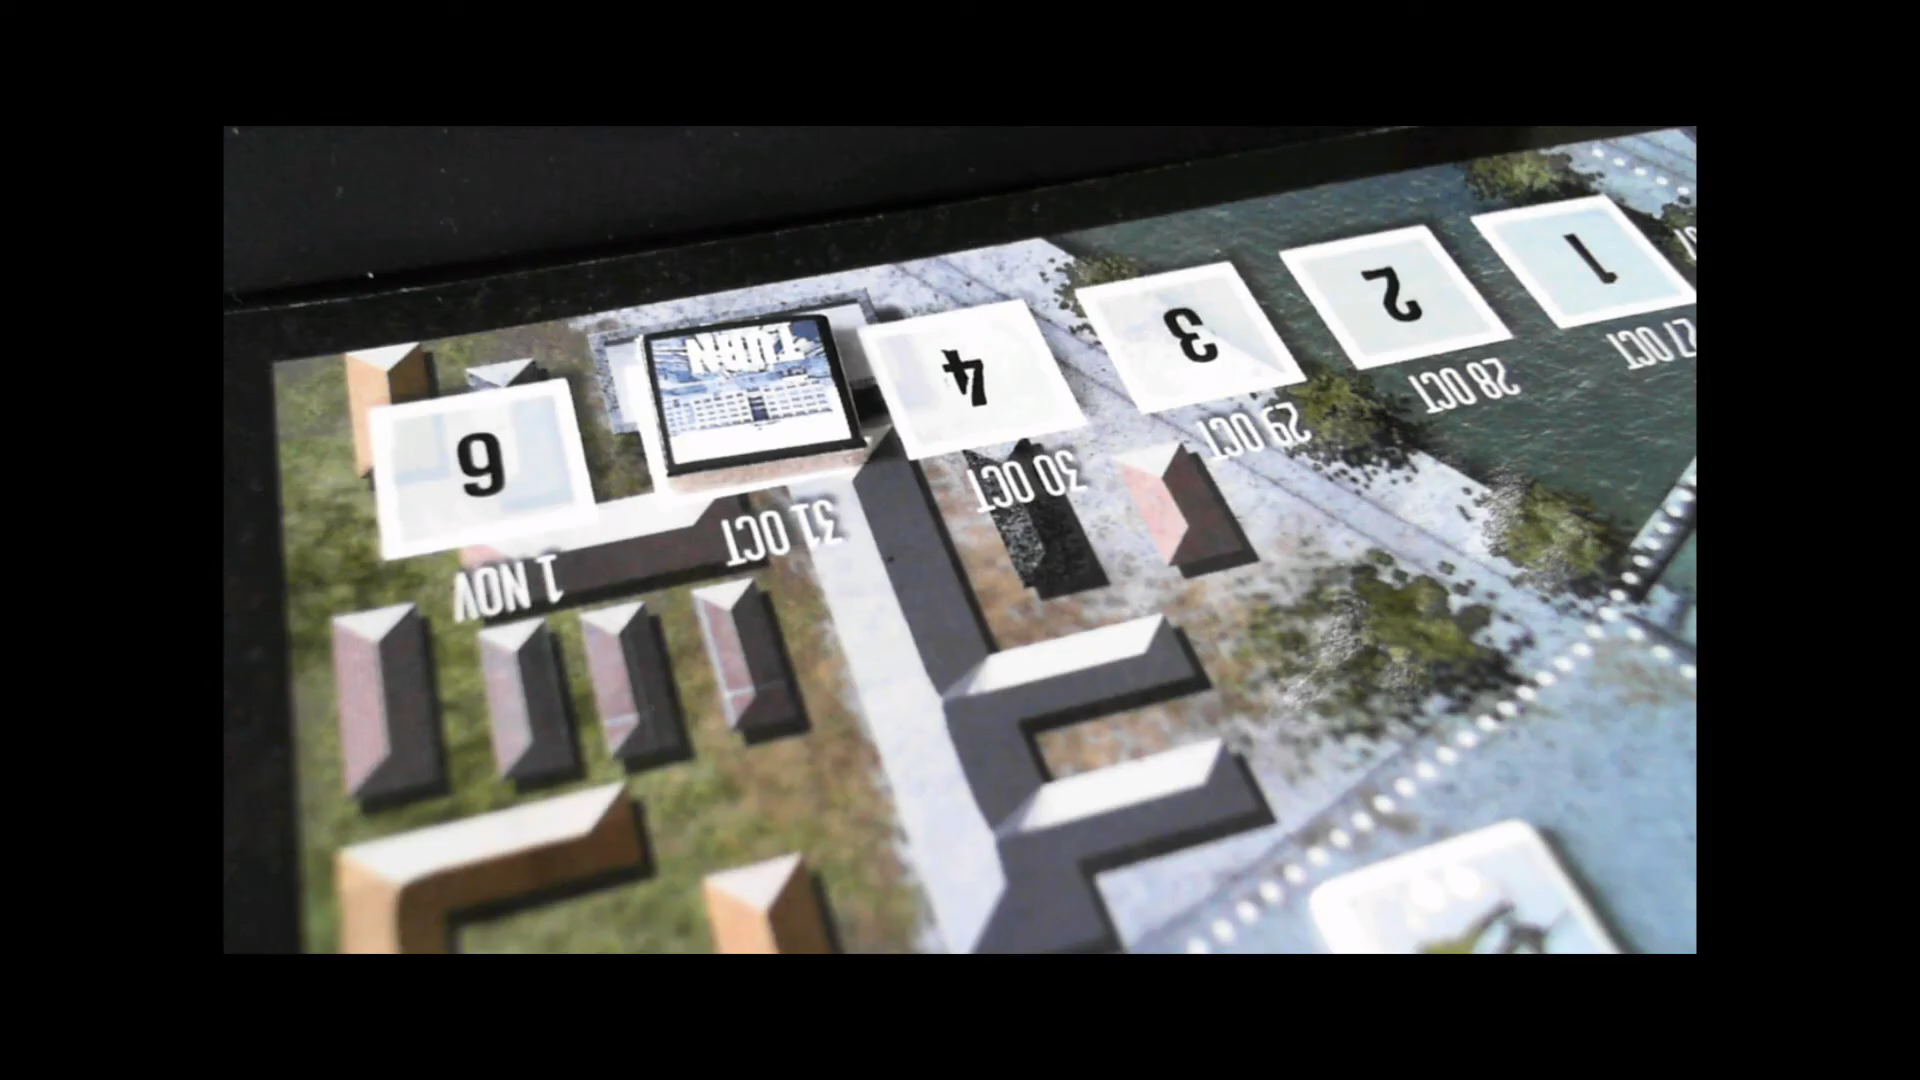 1
27 OCT
2
28 OCT
3
29 OCT
4
30 OCT
TURN
31 OCT
6
1 NOV